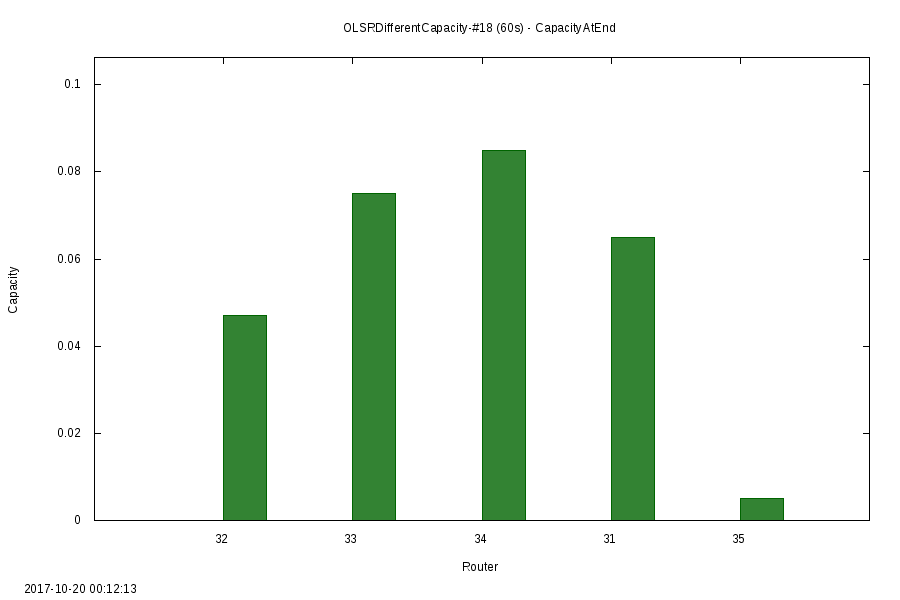 OLSRDifferentCapacity-#18 (60s) - CapacityAtEnd
0.1
0.08
0.06
0.04
0.02
0
Capacity
32 33 34 31 35
Router
2017-10-20 00:12:13